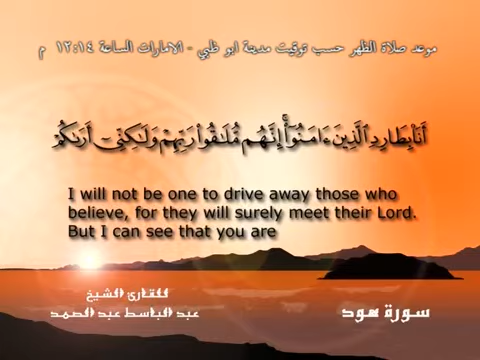 موعد صلاة الظهر حسب توقيت مدينة ابو ظبي - الامارات الساعة ١٢:١٤ م
أَنَا۠ بِطَارِدِ ٱلَّذِينَ ءَامَنُوٓا۟ ۚ إِنَّهُم مُّلَـٰقُوا۟ رَبِّهِمْ وَلَـٰكِنِّىٓ أَرَىٰكُمْ
I will not be one to drive away those who
believe, for they will surely meet their Lord.
But I can see that you are
للقارئ الشيخ
عبد الباسط عبد الصمد
سورة هود